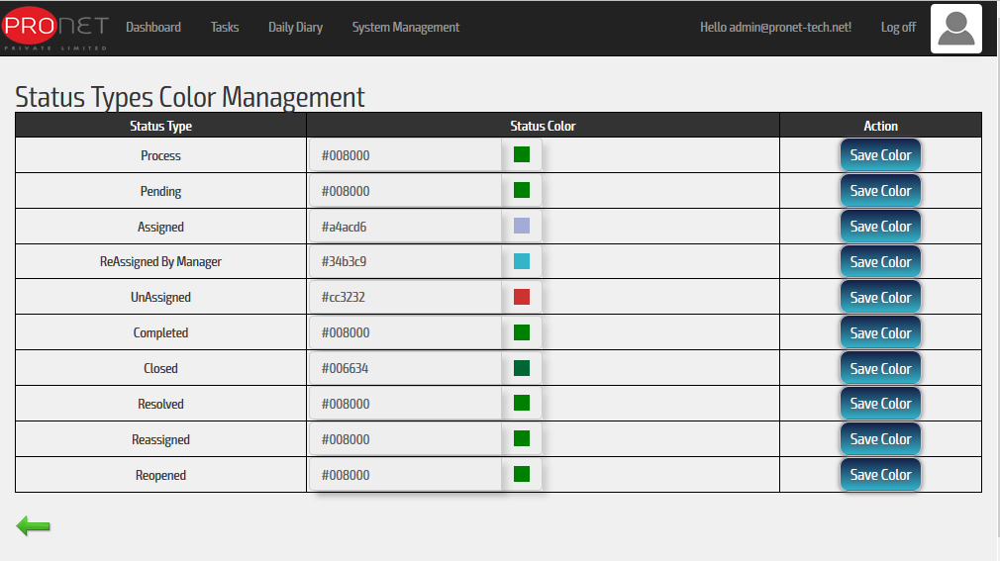 PRONET
PRIVATE LIMITED
Dashboard Tasks Daily Diary System Management Hello admin@pronet-tech.net! Log off
Status Types Color Management
Status Type Status Color Action
Process #008000 Save Color
Pending #008000 Save Color
Assigned #a4acd6 Save Color
ReAssigned By Manager #34b3c9 Save Color
UnAssigned #cc3232 Save Color
Completed #008000 Save Color
Closed #006634 Save Color
Resolved #008000 Save Color
Reassigned #008000 Save Color
Reopened #008000 Save Color